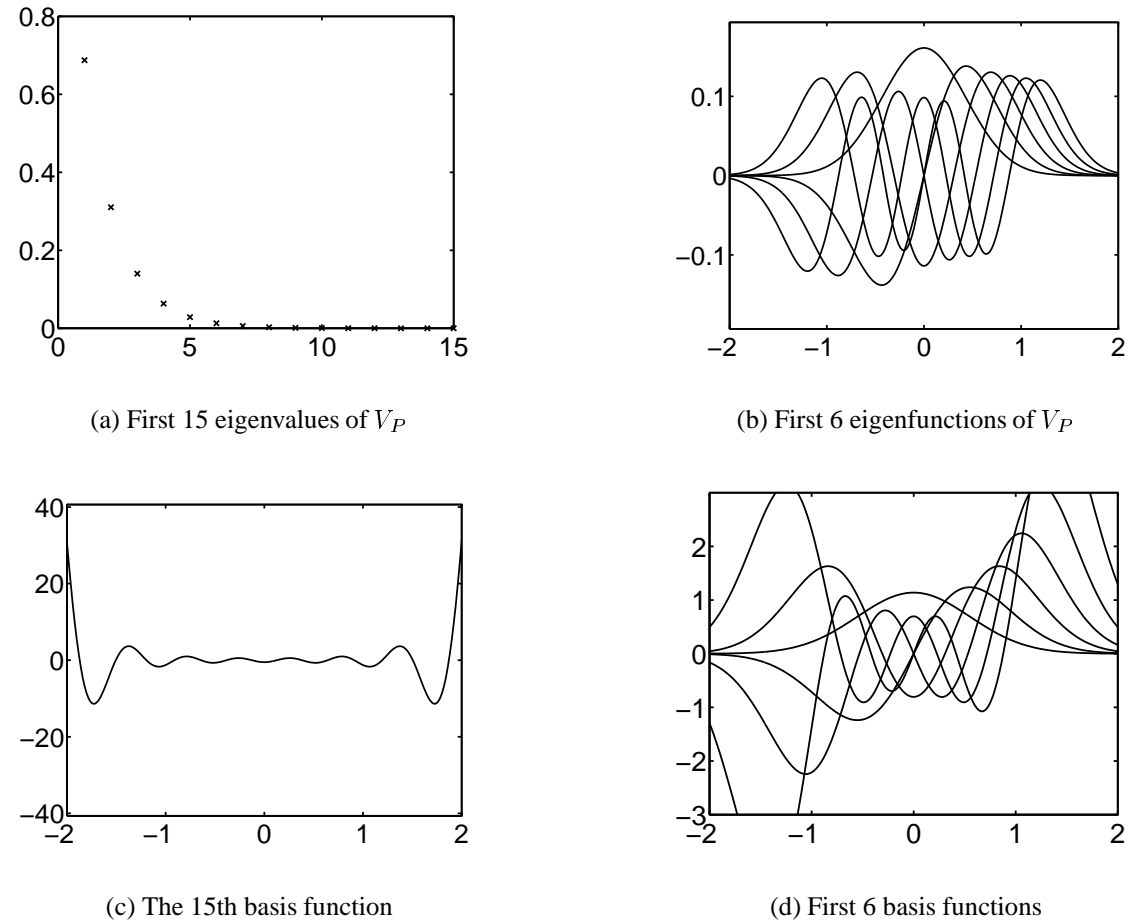 0.8
0.6
0.4
0.2
0
0 5 10 15
(a) First 15 eigenvalues of V_P
0.1
0
−0.1
−2 −1 0 1 2
(b) First 6 eigenfunctions of V_P
40
20
0
−20
−40
−2 −1 0 1 2
(c) The 15th basis function
2
1
0
−1
−2
−3
−2 −1 0 1 2
(d) First 6 basis functions